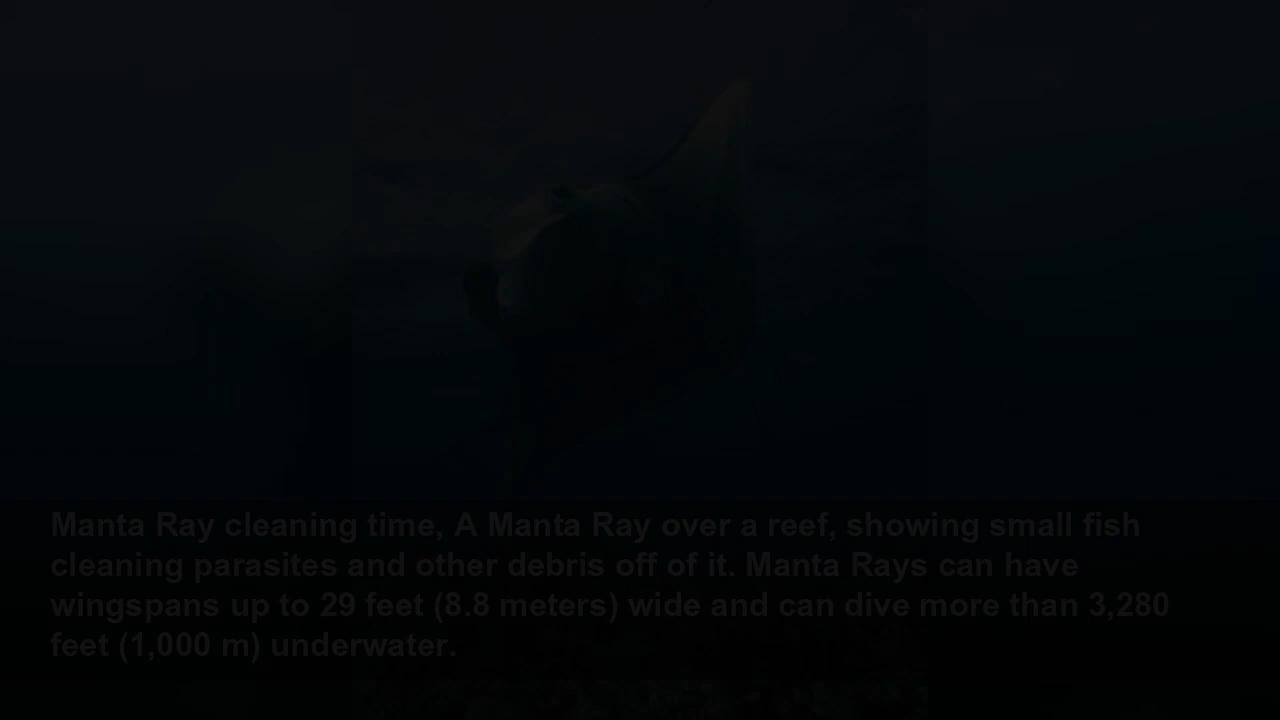 Manta Ray cleaning time, A Manta Ray over a reef, showing small fish
cleaning parasites and other debris off of it. Manta Rays can have
wingspans up to 29 feet (8.8 meters) wide and can dive more than 3,280
feet (1,000 m) underwater.